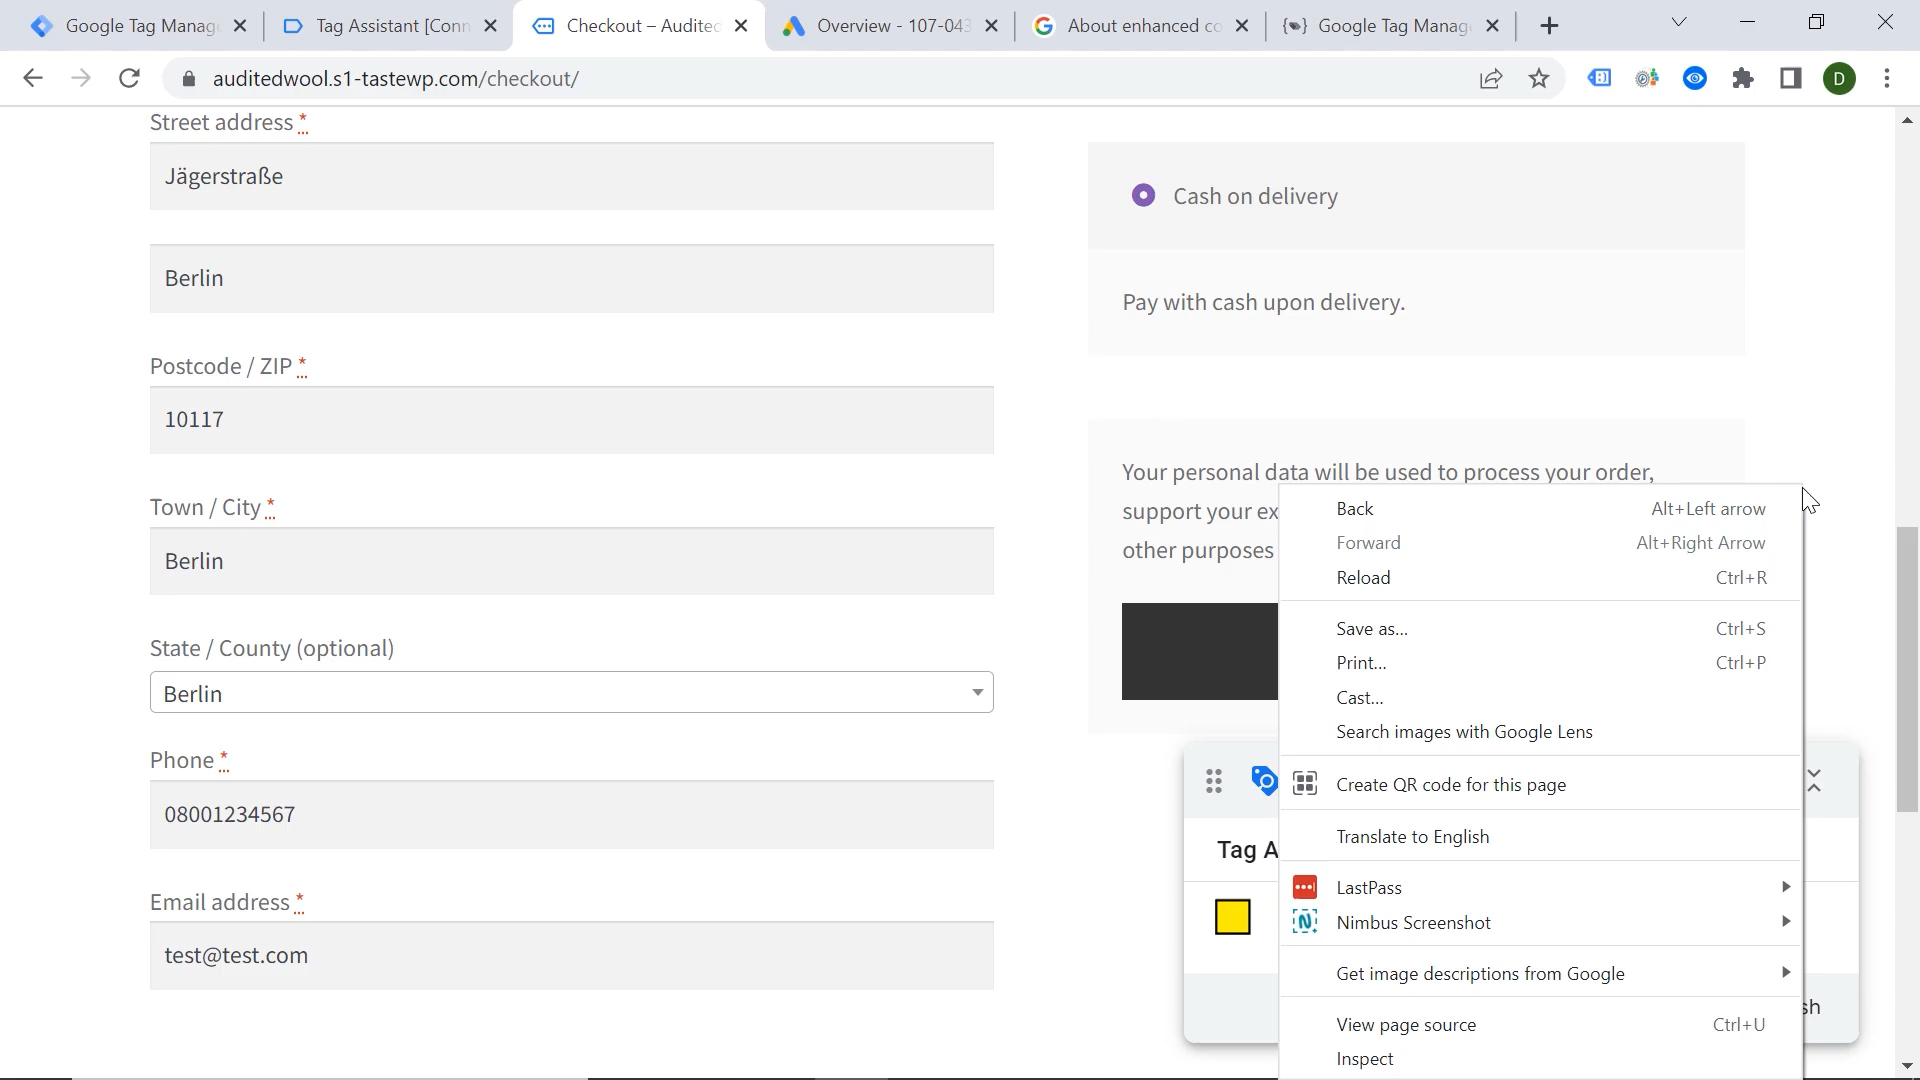 Google Tag Manag
Tag Assistant [Conn
Checkout – Audited
Overview - 107-043
About enhanced co
Google Tag Manag
auditedwool.s1-tastewp.com/checkout/
D
Street address *
Jägerstraße
Berlin
Postcode / ZIP *
10117
Town / City *
Berlin
State / County (optional)
Berlin
Phone *
08001234567
Email address *
test@test.com
Cash on delivery
Pay with cash upon delivery.
Your personal data will be used to process your order,
support your ex
other purposes
Tag A
sh
Back Alt+Left arrow
Forward Alt+Right Arrow
Reload Ctrl+R
Save as... Ctrl+S
Print... Ctrl+P
Cast...
Search images with Google Lens
Create QR code for this page
Translate to English
LastPass
Nimbus Screenshot
Get image descriptions from Google
View page source Ctrl+U
Inspect